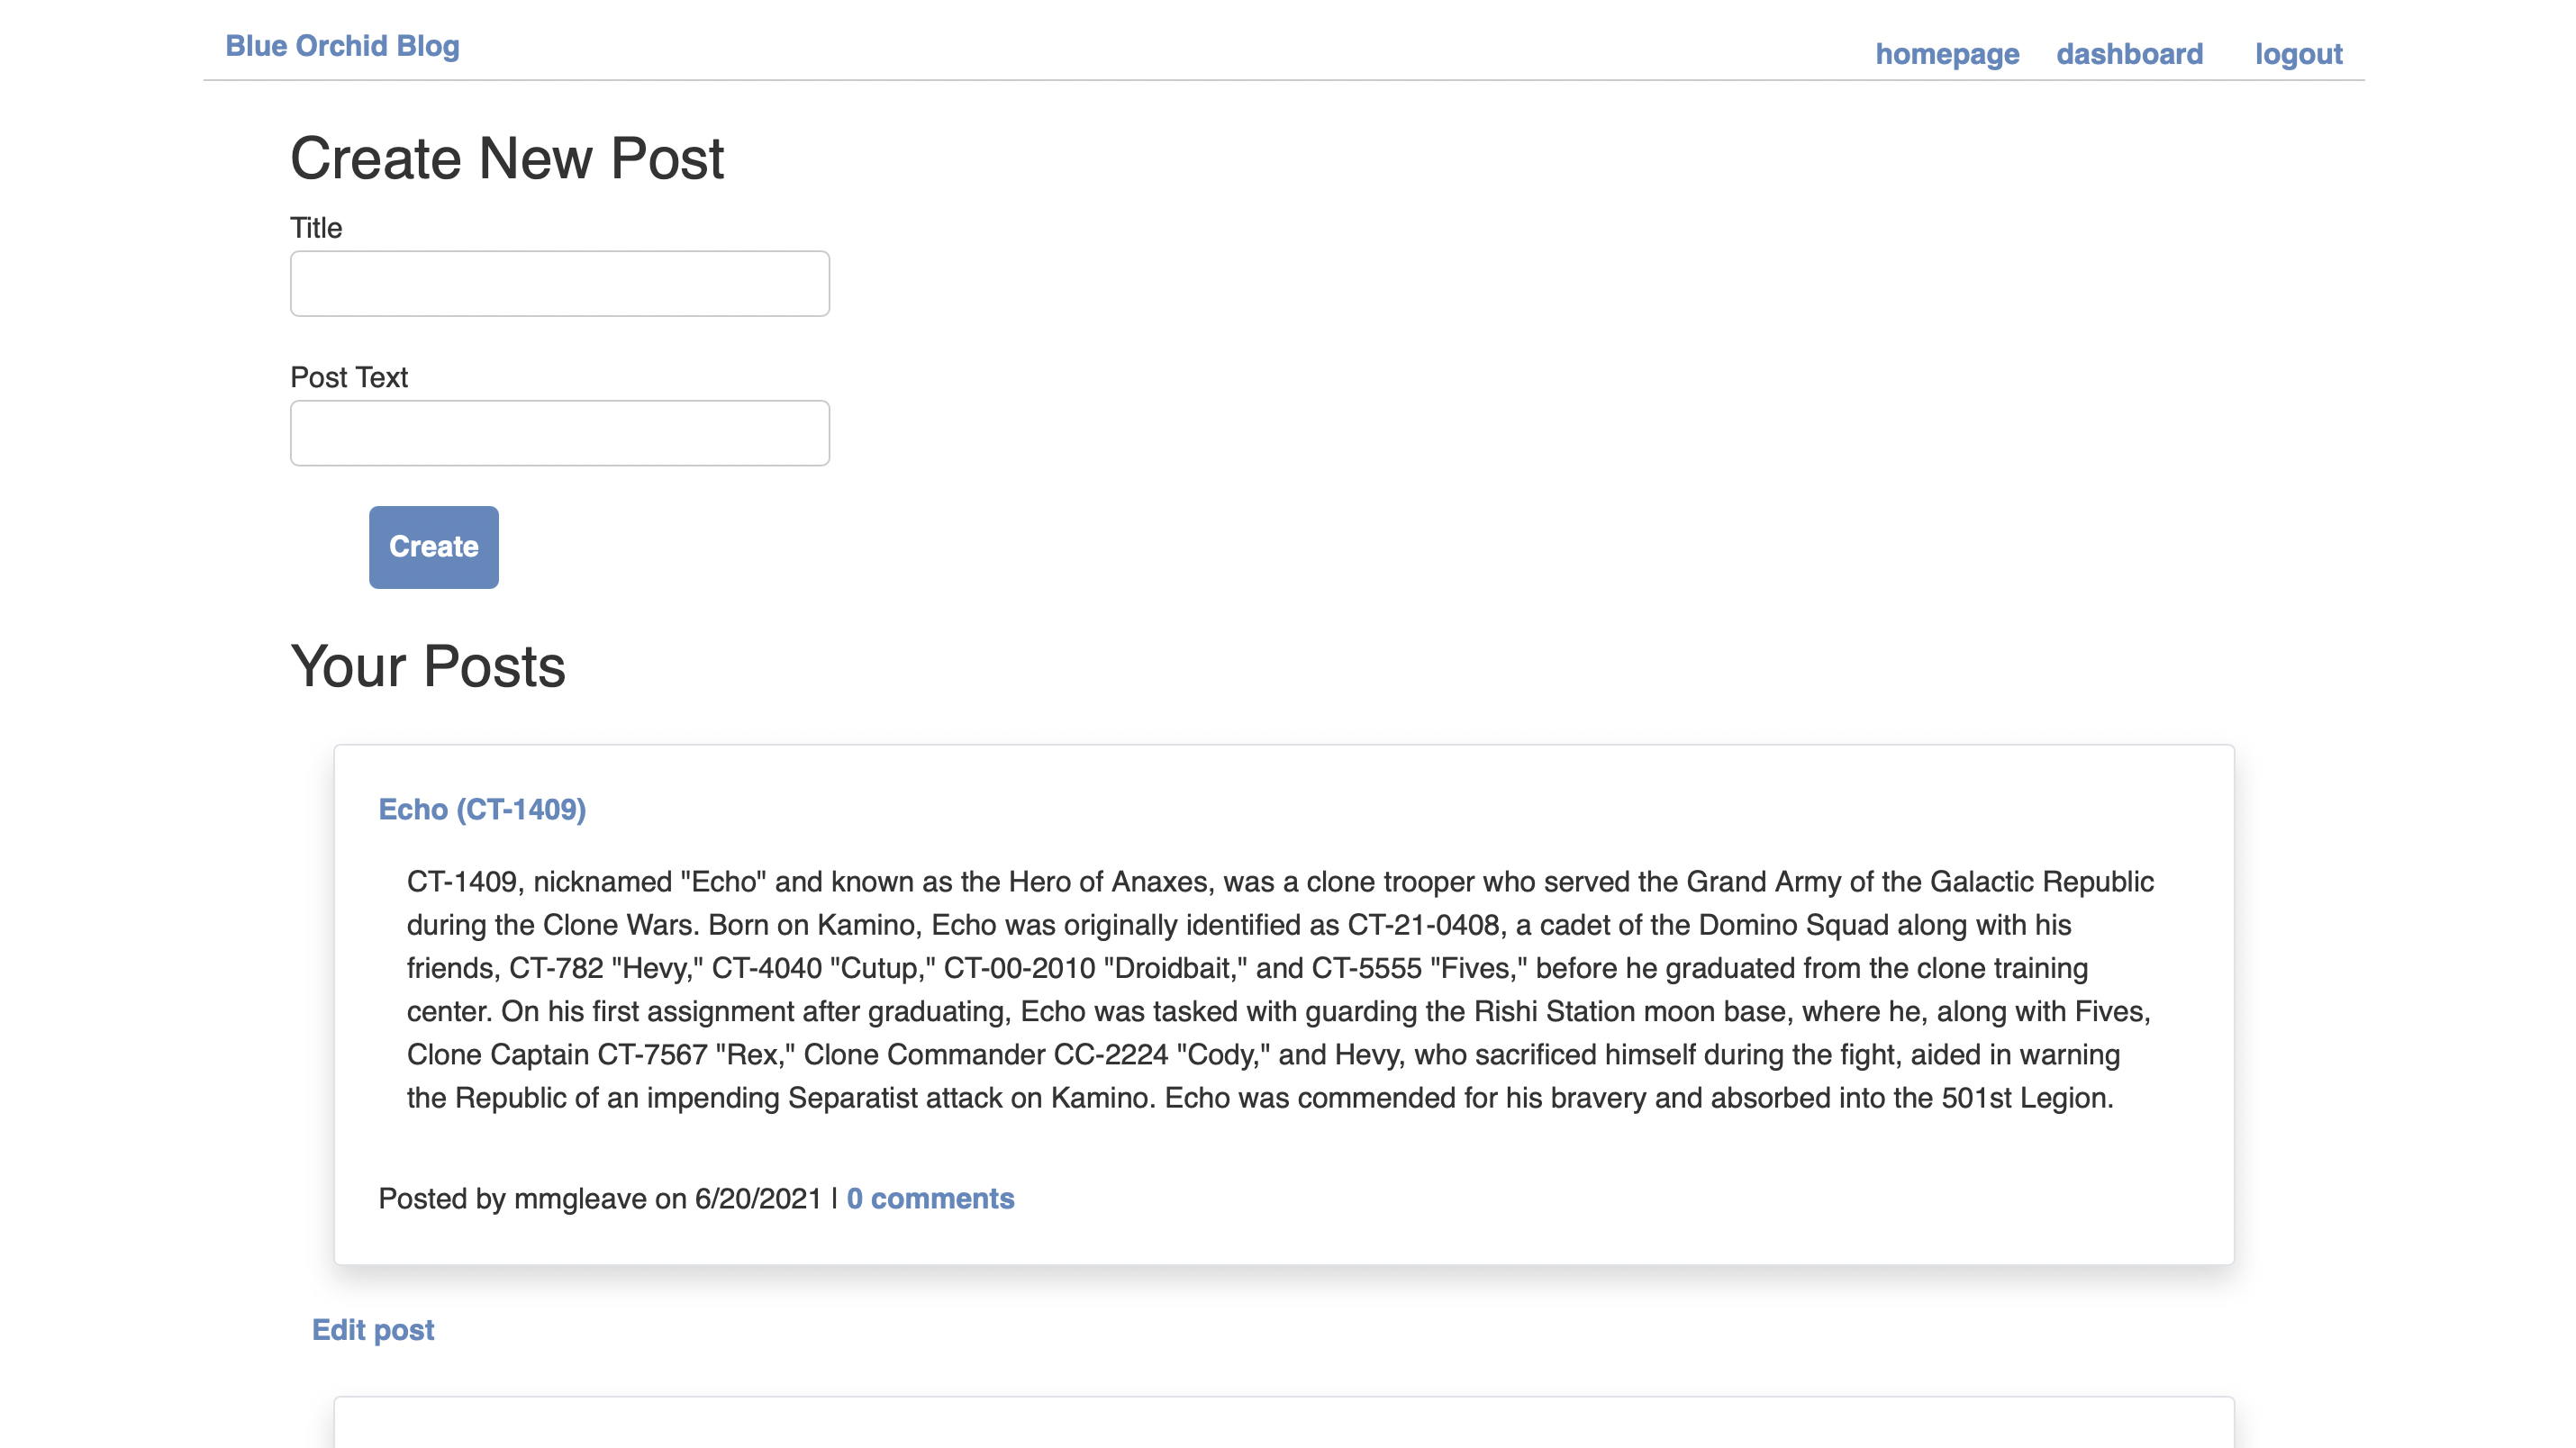 Blue Orchid Blog
homepage dashboard logout
Create New Post
Title
Post Text
Create
Your Posts
Echo (CT-1409)
CT-1409, nicknamed "Echo" and known as the Hero of Anaxes, was a clone trooper who served the Grand Army of the Galactic Republic
during the Clone Wars. Born on Kamino, Echo was originally identified as CT-21-0408, a cadet of the Domino Squad along with his
friends, CT-782 "Hevy," CT-4040 "Cutup," CT-00-2010 "Droidbait," and CT-5555 "Fives," before he graduated from the clone training
center. On his first assignment after graduating, Echo was tasked with guarding the Rishi Station moon base, where he, along with Fives,
Clone Captain CT-7567 "Rex," Clone Commander CC-2224 "Cody," and Hevy, who sacrificed himself during the fight, aided in warning
the Republic of an impending Separatist attack on Kamino. Echo was commended for his bravery and absorbed into the 501st Legion.
Posted by mmgleave on 6/20/2021 | 0 comments
Edit post